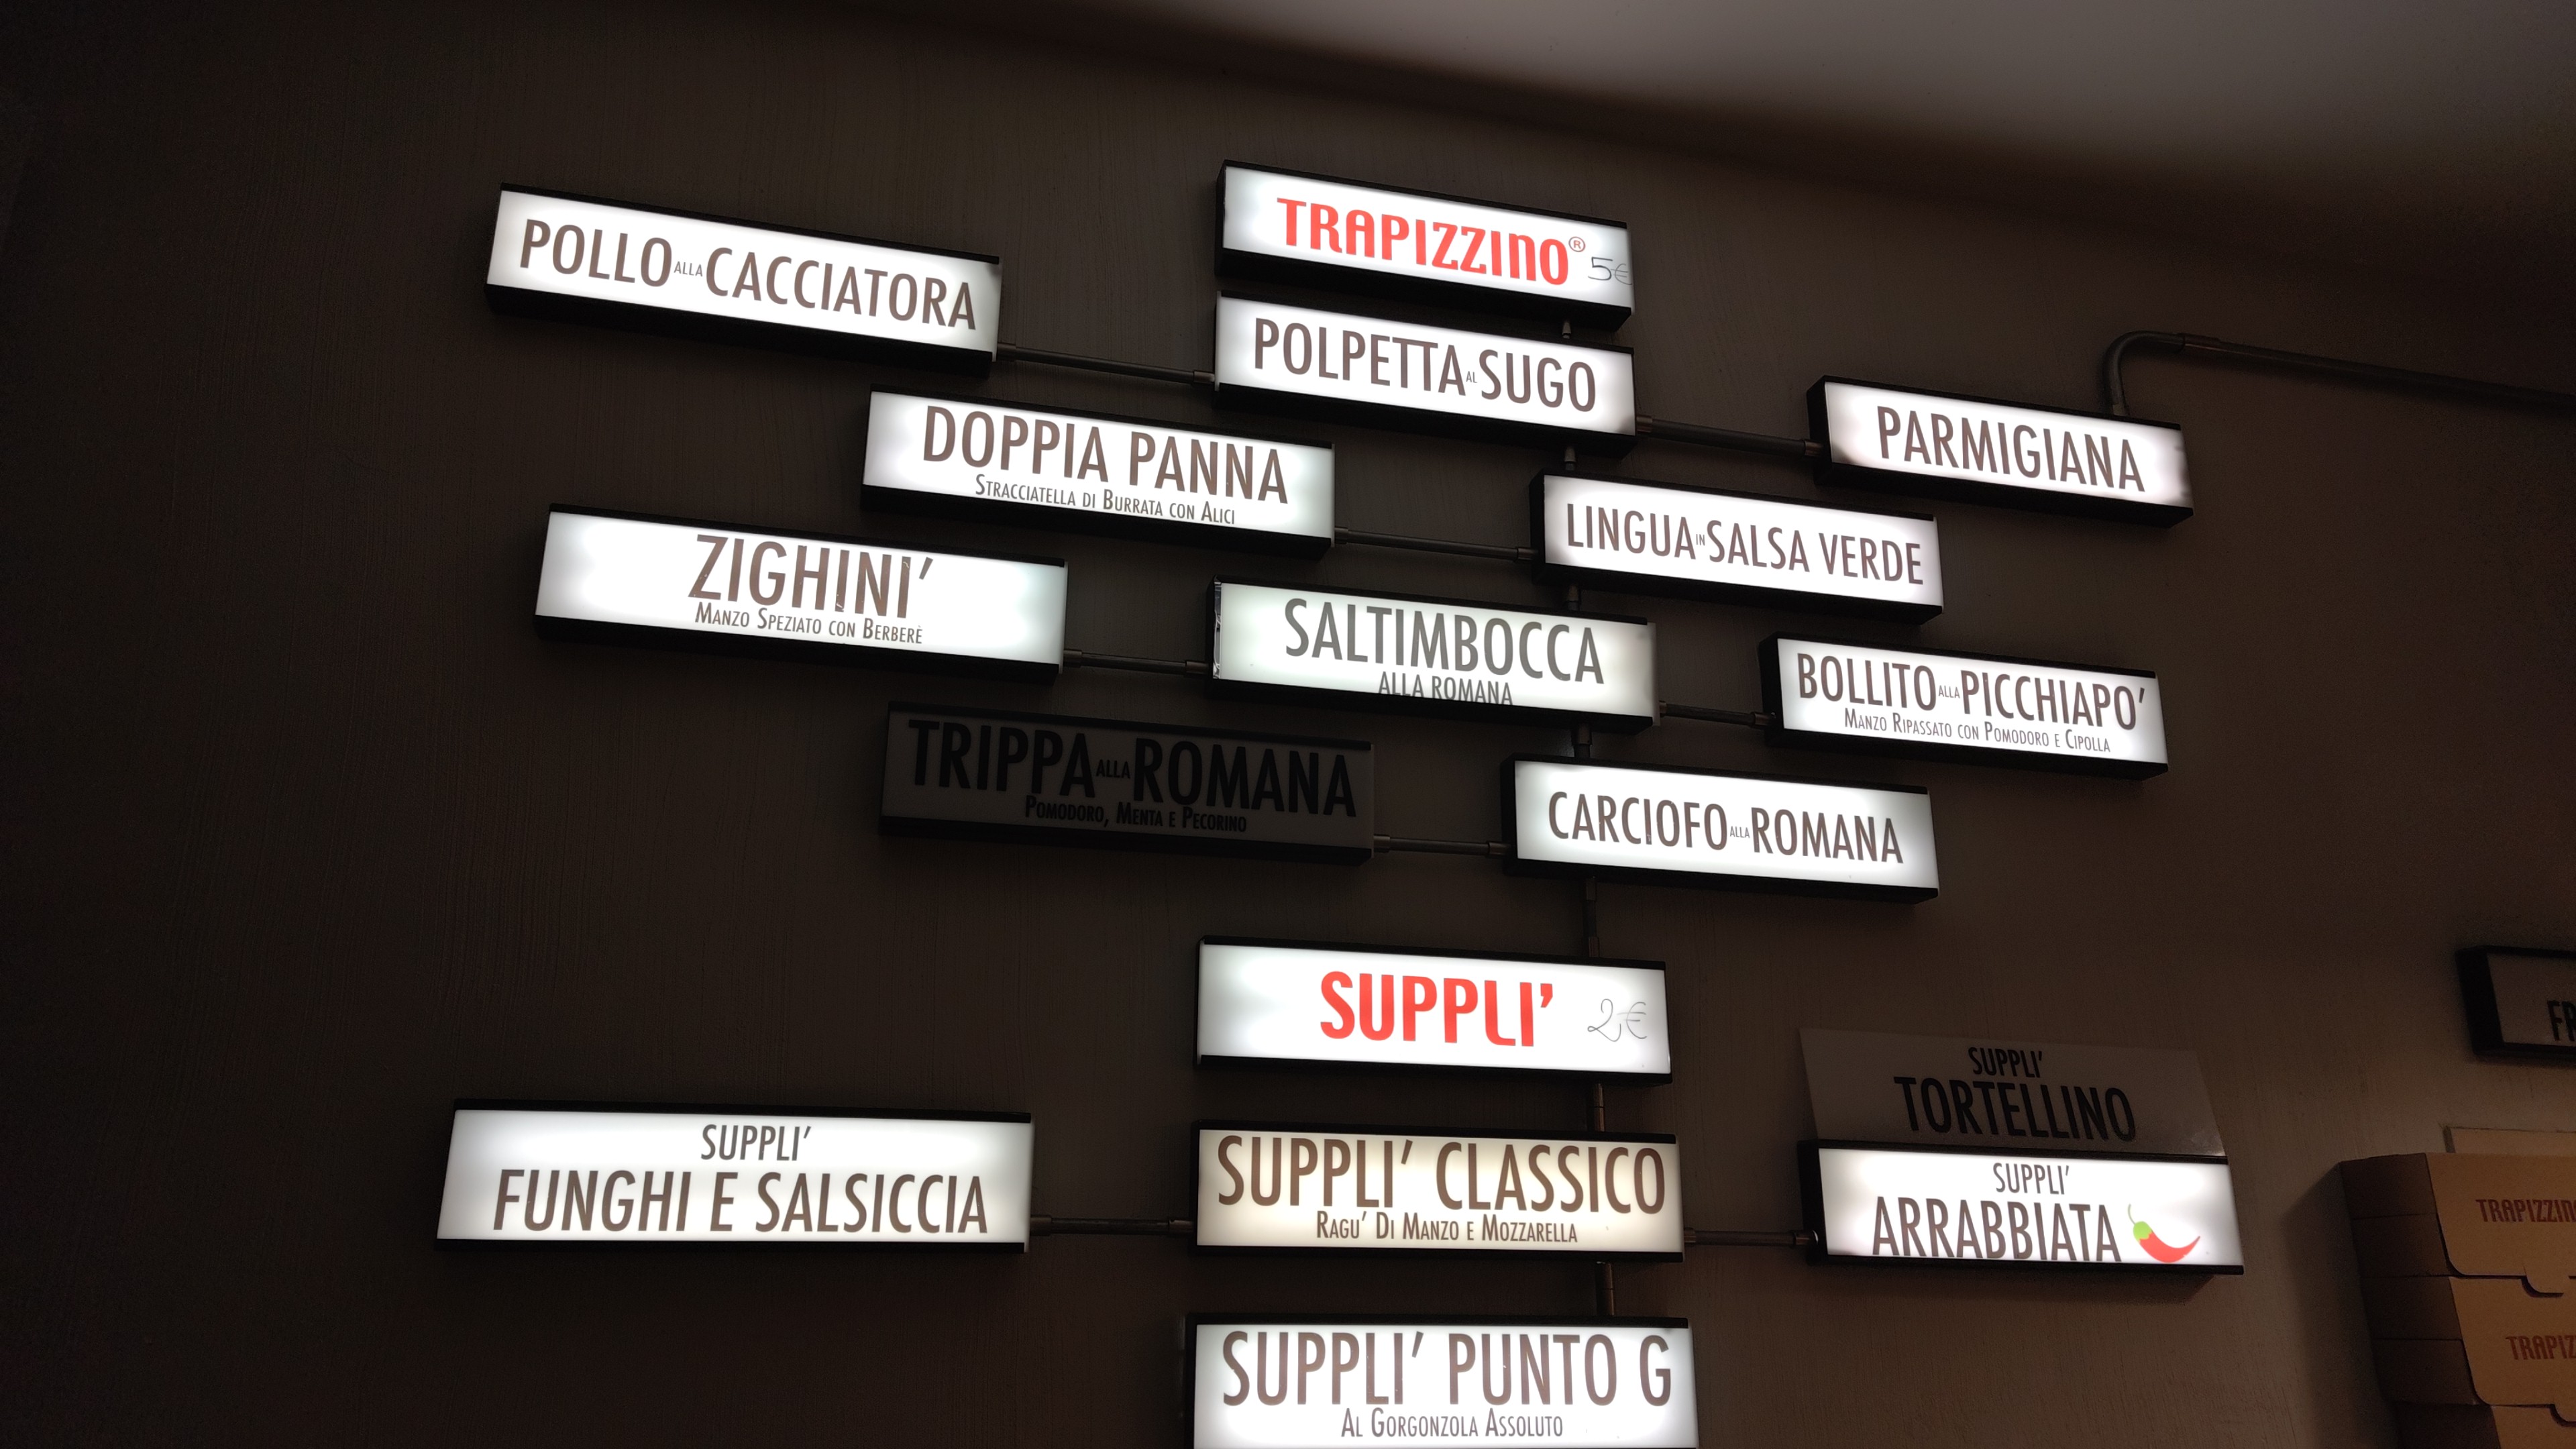 POLLO ALLA CACCIATORA
TRAPIZZINO® 5€
POLPETTA AL SUGO
PARMIGIANA
DOPPIA PANNA
STRACCIATELLA DI BURRATA CON ALICI
LINGUA IN SALSA VERDE
ZIGHINI'
MANZO SPEZIATO CON BERBERÈ
SALTIMBOCCA
ALLA ROMANA
BOLLITO ALLA PICCHIAPO'
MANZO RIPASSATO CON POMODORO E CIPOLLA
TRIPPA ALLA ROMANA
POMODORO, MENTA E PECORINO
CARCIOFO ALLA ROMANA
SUPPLI' 2€
SUPPLI'
TORTELLINO
SUPPLI'
FUNGHI E SALSICCIA
SUPPLI' CLASSICO
RAGU' DI MANZO E MOZZARELLA
SUPPLI'
ARRABBIATA
SUPPLI' PUNTO G
AL GORGONZOLA ASSOLUTO